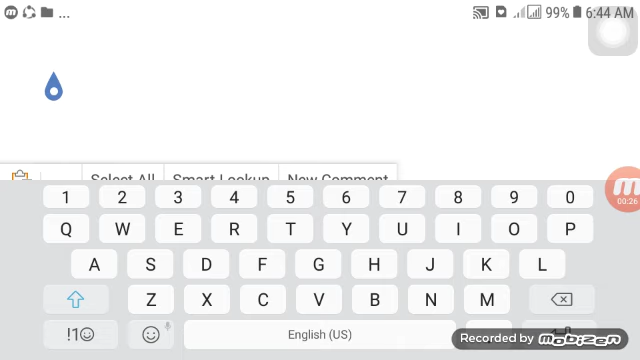 ... 99% 6:44 AM
Select All Smart Lookup New Comment
00:26
1 2 3 4 5 6 7 8 9 0
Q W E R T Y U I O P
A S D F G H J K L
Z X C V B N M
!1☺ English (US)
Recorded by mobizen